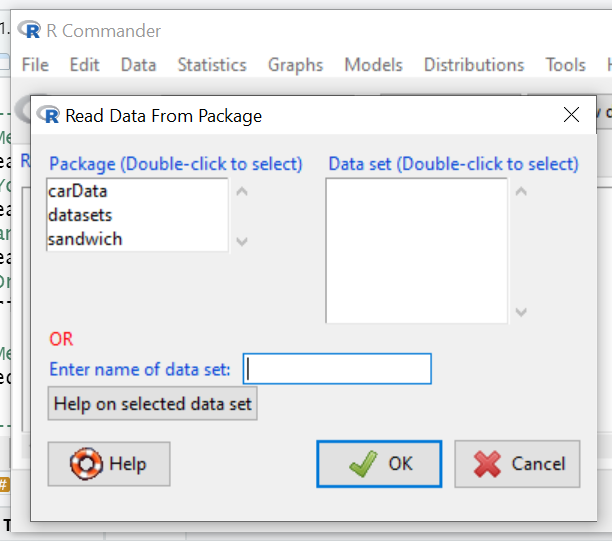 R Commander
File Edit Data Statistics Graphs Models Distributions Tools
Read Data From Package
Package (Double-click to select) Data set (Double-click to select)
carData
datasets
sandwich
OR
Enter name of data set:
Help on selected data set
Help OK Cancel